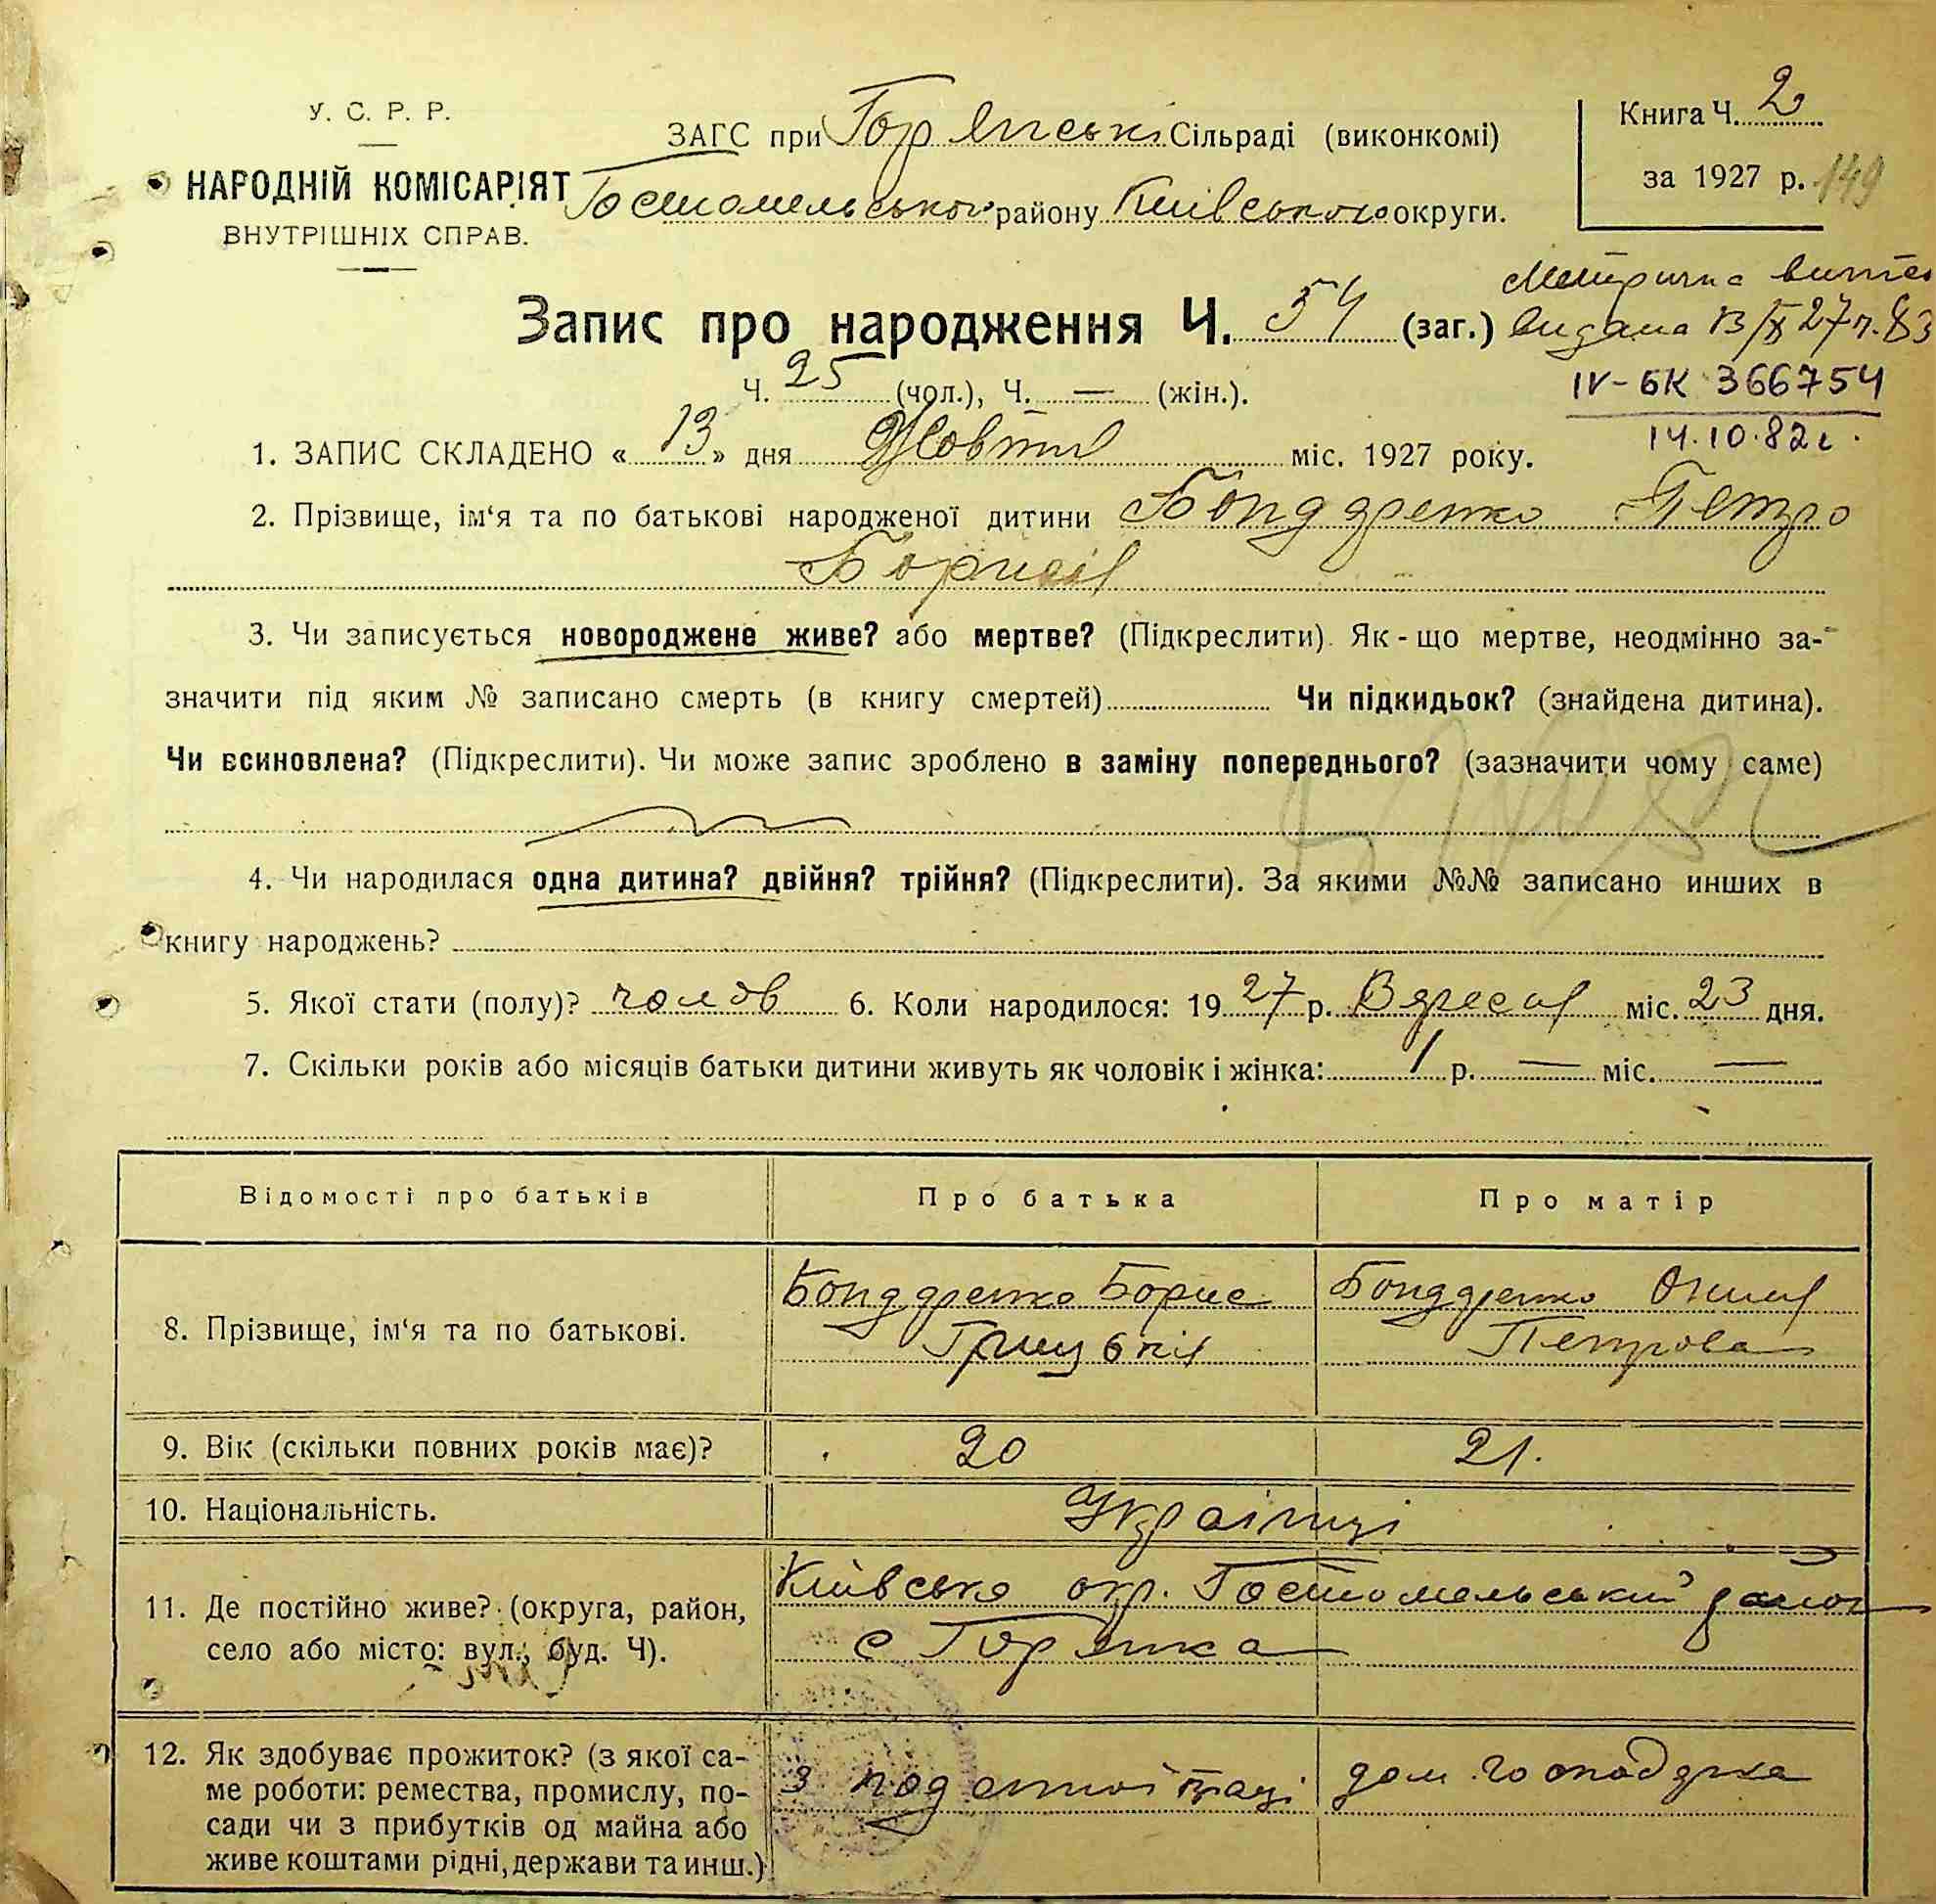 У. С. Р. Р.
НАРОДНІЙ КОМІСАРІЯТ
ВНУТРІШНІХ СПРАВ.
ЗАГС при Горянські Сільраді (виконкомі)
Гостомельського району Київською округи.
Книга Ч. 2
за 1927 р. 149
Запис про народження Ч. 54 (заг.)
Метрична
видана 13/X 27 р.
IV-БК 366754
14.10.82г.
Ч. 25 (чол.), Ч. — (жін.).
1. ЗАПИС СКЛАДЕНО « 13 » дня Жовтня міс. 1927 року.
2. Прізвище, ім‘я та по батькові народженої дитини Бондаренко Петро
Борисів
3. Чи записується новороджене живе? або мертве? (Підкреслити). Як-що мертве, неодмінно за-
значити під яким № записано смерть (в книгу смертей) Чи підкидьок? (знайдена дитина).
Чи всиновлена? (Підкреслити). Чи може запис зроблено в заміну попереднього? (зазначити чому саме)
4. Чи народилася одна дитина? двійня? трійня? (Підкреслити). За якими №№ записано инших в
книгу народжень?
5. Якої стати (полу)? чолов 6. Коли народилося: 1927 р. Вересня міс. 23 дня.
7. Скільки років або місяців батьки дитини живуть як чоловік і жінка: 1 р. — міс. —
Відомості про батьків Про батька Про матір
8. Прізвище, ім‘я та по батькові. Бондаренко Борис Бондаренко
Грицьків Петрова
9. Вік (скільки повних років має)? 20 21.
10. Національність. Українці
11. Де постійно живе? (округа, район, Київська окр. Гостомельський район
село або місто: вул., буд. Ч). с Горянка
12. Як здобуває прожиток? (з якої са-
ме роботи: ремества, промислу, по- з поденної праці дом. господарка
сади чи з прибутків од майна або
живе коштами рідні, держави та инш.)